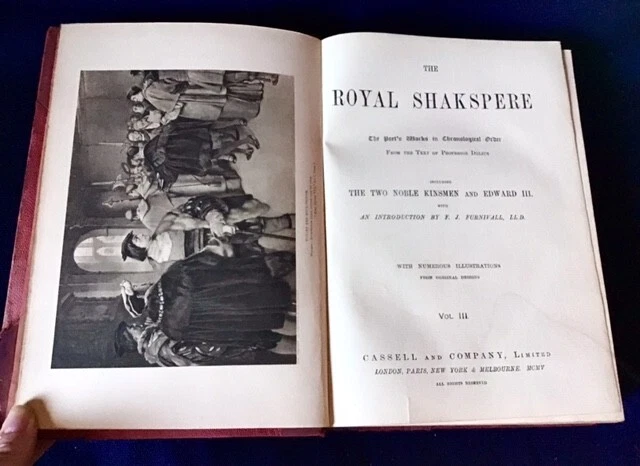 THE
ROYAL SHAKSPERE
The Poet's Works in Chronological Order
FROM THE TEXT OF PROFESSOR DELIUS
INCLUDING
THE TWO NOBLE KINSMEN AND EDWARD III.
WITH
AN INTRODUCTION BY F. J. FURNIVALL, LL.D.
WITH NUMEROUS ILLUSTRATIONS
FROM ORIGINAL DESIGNS
VOL. III
CASSELL AND COMPANY, LIMITED
LONDON, PARIS, NEW YORK & MELBOURNE. MCMV
ALL RIGHTS RESERVED